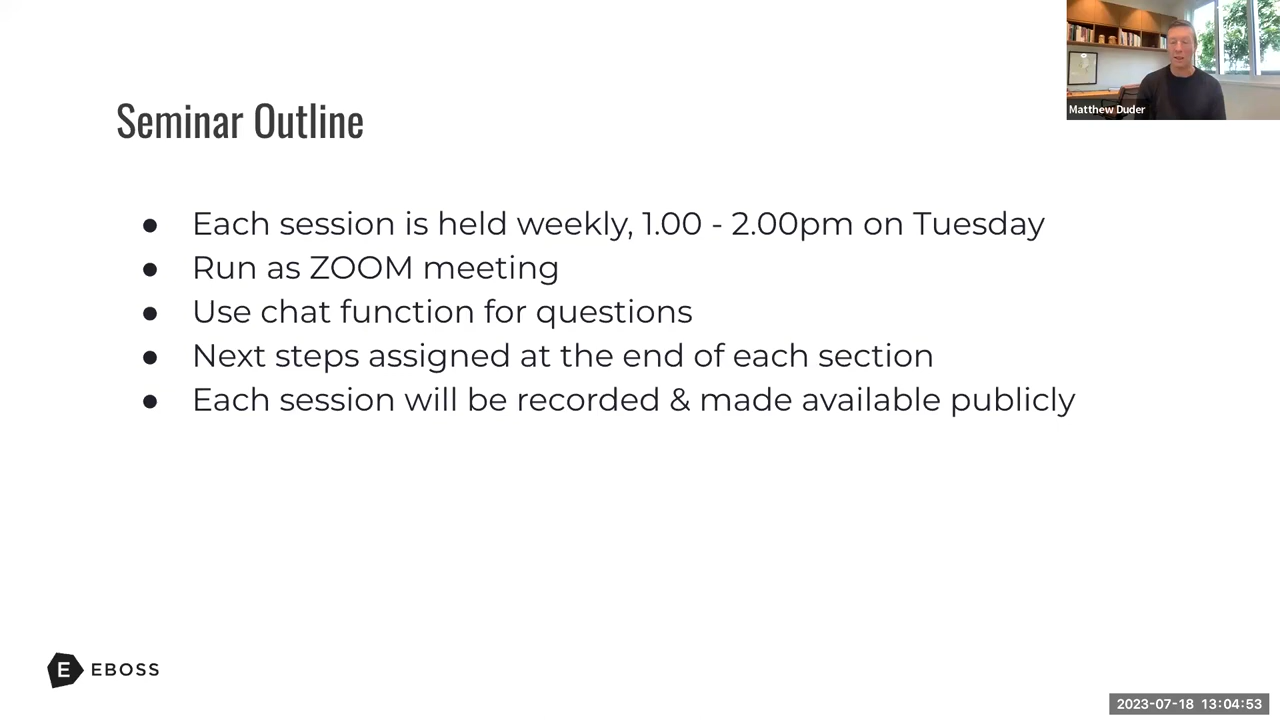 Matthew Duder
Seminar Outline
● Each session is held weekly, 1.00 - 2.00pm on Tuesday
● Run as ZOOM meeting
● Use chat function for questions
● Next steps assigned at the end of each section
● Each session will be recorded & made available publicly
E EBOSS
2023-07-18 13:04:53